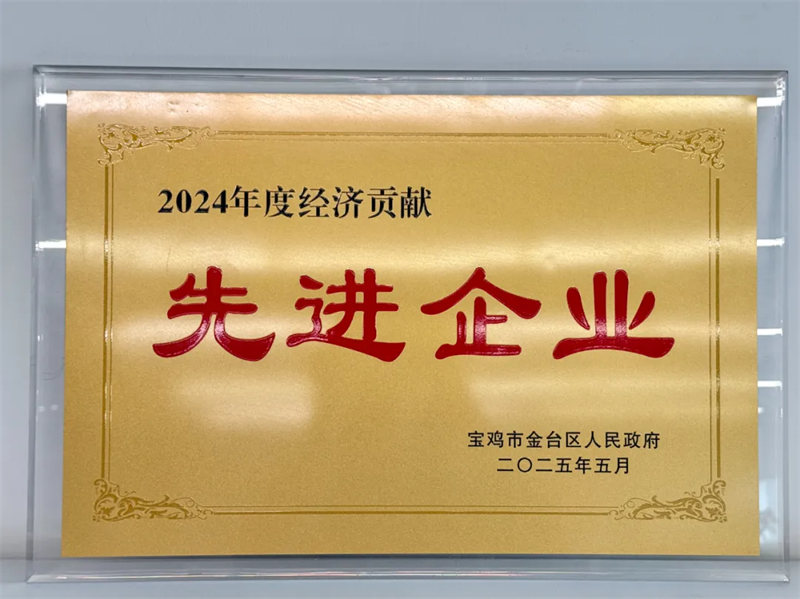 2024年度经济贡献
先进企业
宝鸡市金台区人民政府
二〇二五年五月